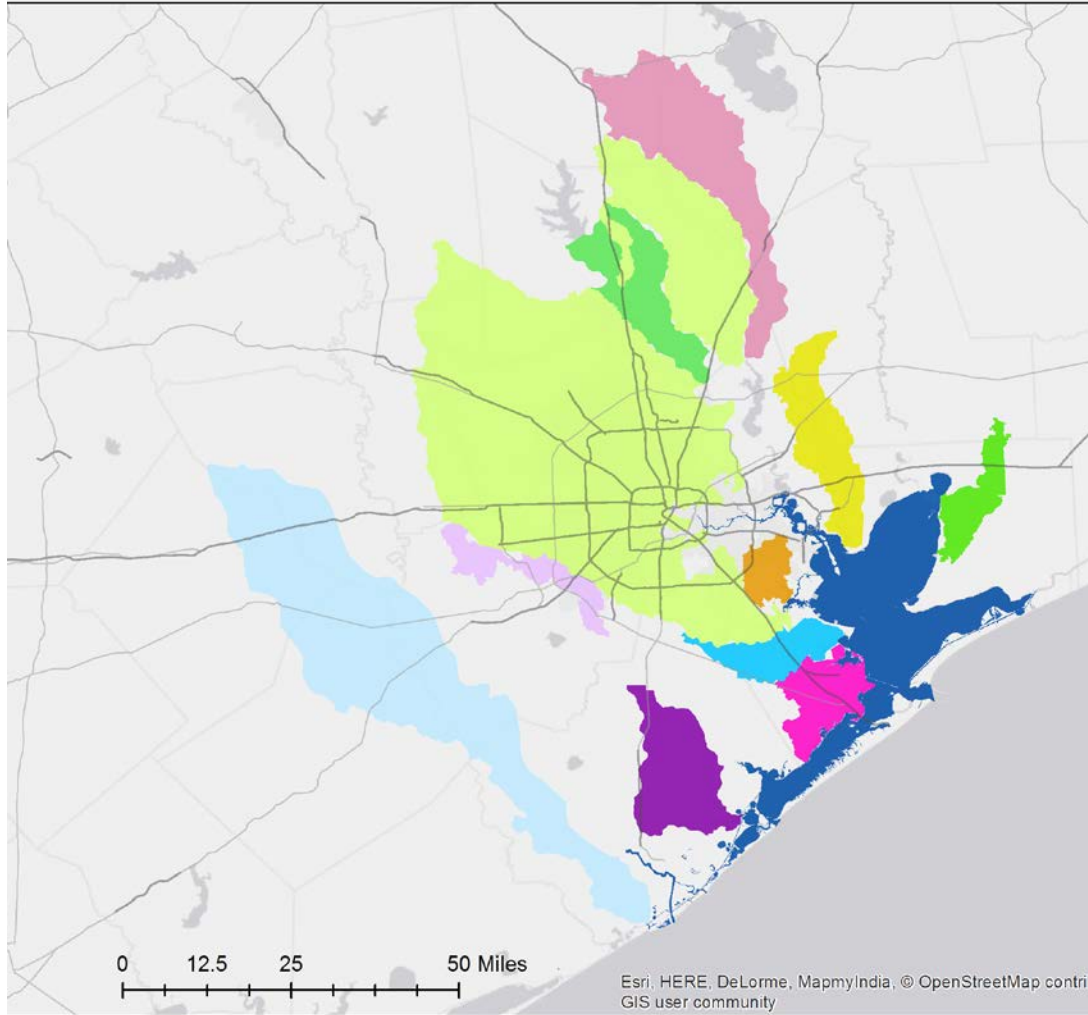 0 12.5 25 50 Miles
Esri, HERE, DeLorme, MapmyIndia, © OpenStreetMap contri
GIS user community